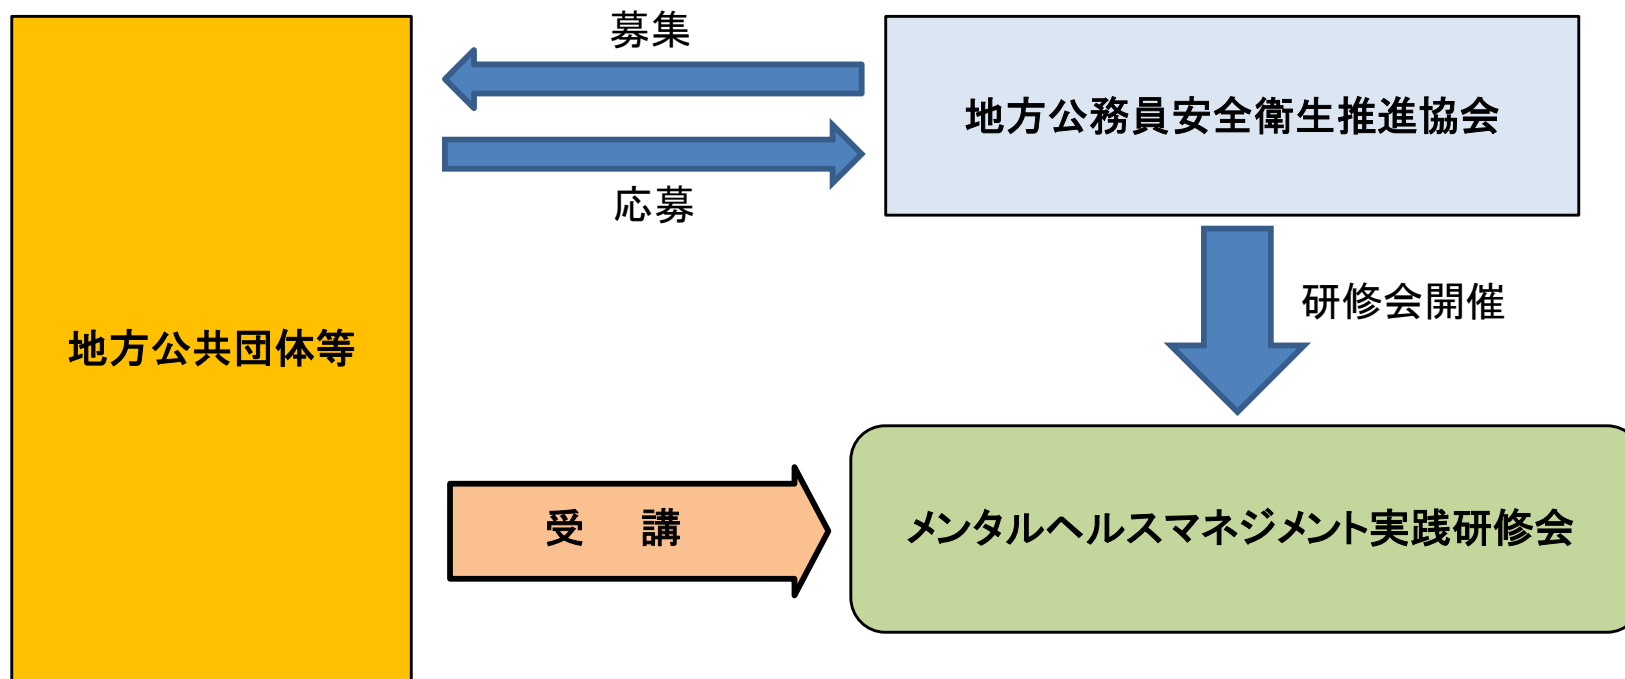 募集
地方公務員安全衛生推進協会
応募
研修会開催
地方公共団体等
受　講
メンタルヘルスマネジメント実践研修会